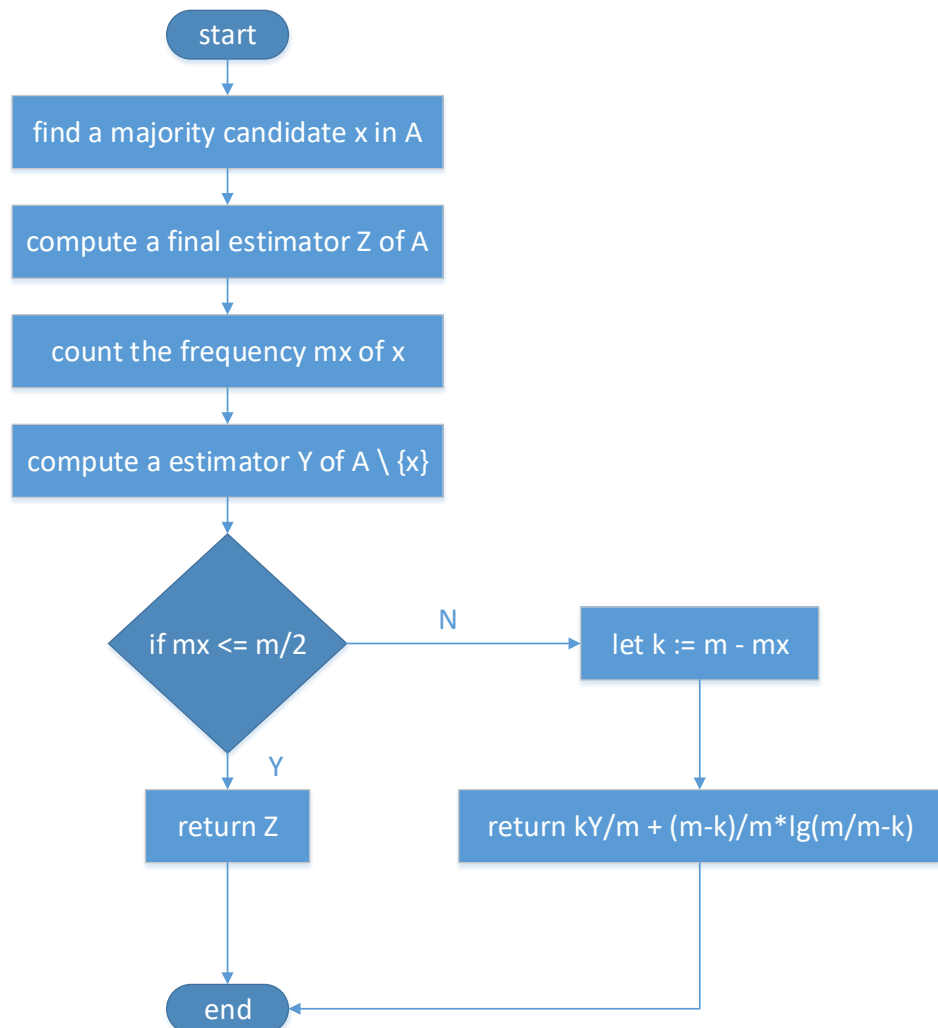 start
find a majority candidate x in A
compute a final estimator Z of A
count the frequency mx of x
compute a estimator Y of A \ {x}
if mx <= m/2
N
let k := m - mx
Y
return Z
return kY/m + (m-k)/m*lg(m/m-k)
end